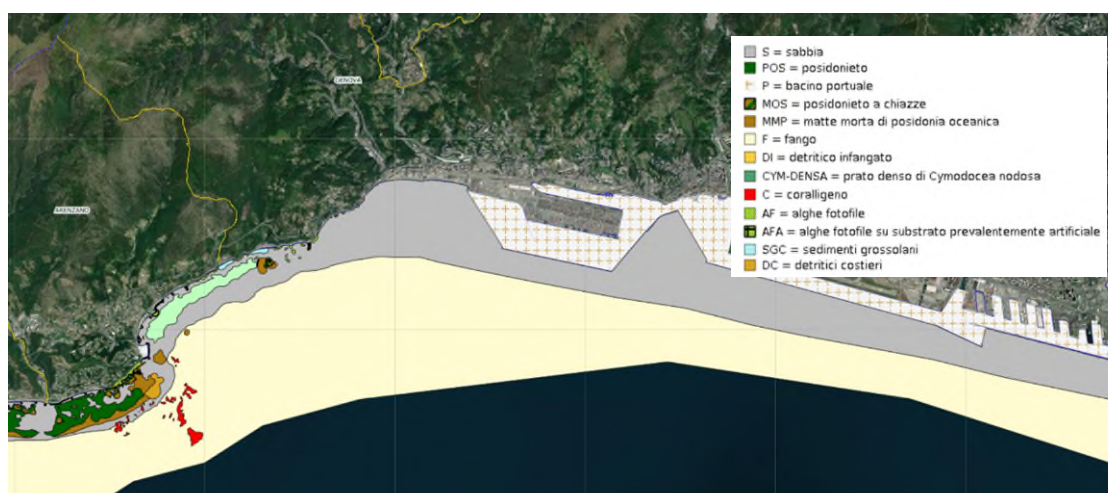 GENOVA
ARENZANO
S = sabbia
POS = posidonieto
P = bacino portuale
MOS = posidonieto a chiazze
MMP = matte morta di posidonia oceanica
F = fango
DI = detritico infangato
CYM-DENSA = prato denso di Cymodocea nodosa
C = coralligeno
AF = alghe fotofile
AFA = alghe fotofile su substrato prevalentemente artificiale
SGC = sedimenti grossolani
DC = detritici costieri